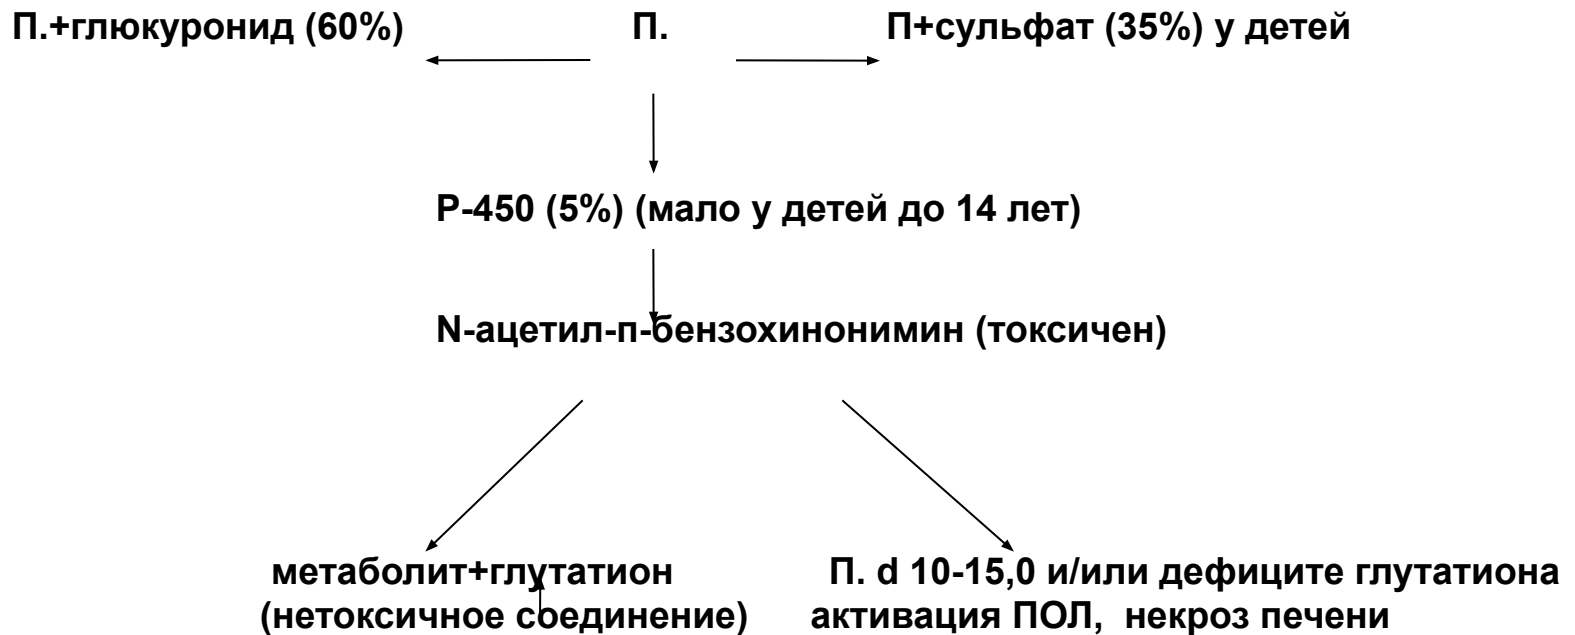 П.+глюкуронид (60%) П. П+сульфат (35%) у детей
Р-450 (5%) (мало у детей до 14 лет)
N-ацетил-п-бензохинонимин (токсичен)
метаболит+глутатион П. d 10-15,0 и/или дефиците глутатиона
(нетоксичное соединение) активация ПОЛ, некроз печени